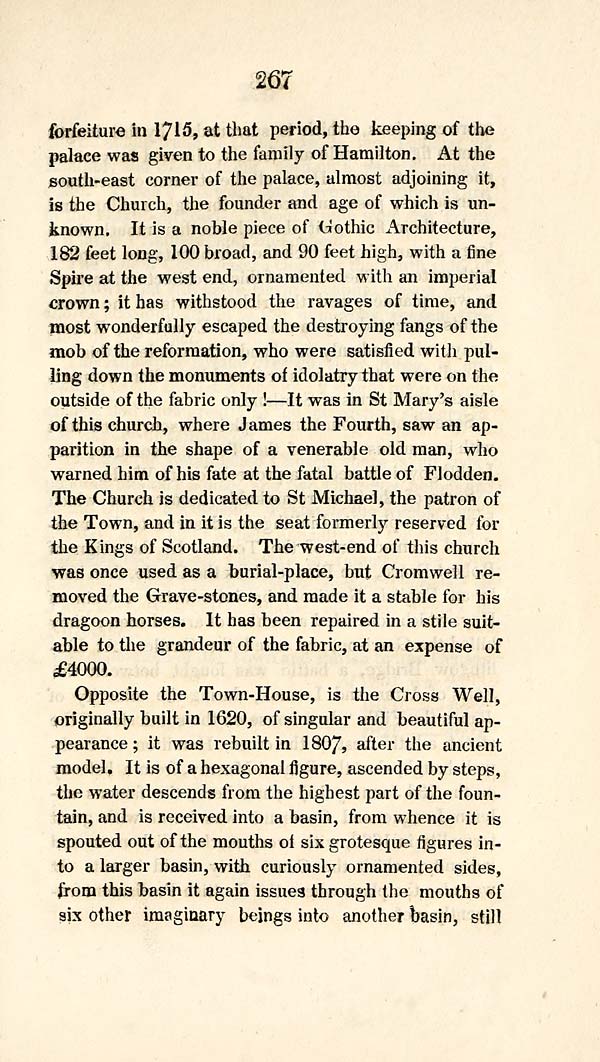 267
forfeiture in 1715, at that period, the keeping of the
palace was given to the family of Hamilton. At the
south-east corner of the palace, almost adjoining it,
is the Church, the founder and age of which is un-
known. It is a noble piece of Gothic Architecture,
182 feet long, 100 broad, and 90 feet high, with a fine
Spire at the west end, ornamented with an imperial
crown; it has withstood the ravages of time, and
most wonderfully escaped the destroying fangs of the
mob of the reformation, who were satisfied with pul-
ling down the monuments of idolatry that were on the
outside of the fabric only!—It was in St Mary's aisle
of this church, where James the Fourth, saw an ap-
parition in the shape of a venerable old man, who
warned him of his fate at the fatal battle of Flodden.
The Church is dedicated to St Michael, the patron of
the Town, and in it is the seat formerly reserved for
the Kings of Scotland. The west-end of this church
was once used as a burial-place, but Cromwell re-
moved the Grave-stones, and made it a stable for his
dragoon horses. It has been repaired in a stile suit-
able to the grandeur of the fabric, at an expense of
£4000.
Opposite the Town-House, is the Cross Well,
originally built in 1620, of singular and beautiful ap-
pearance; it was rebuilt in 1807, after the ancient
model. It is of a hexagonal figure, ascended by steps,
the water descends from the highest part of the foun-
tain, and is received into a basin, from whence it is
spouted out of the mouths of six grotesque figures in-
to a larger basin, with curiously ornamented sides,
from this basin it again issues through the mouths of
six other imaginary beings into another basin, still